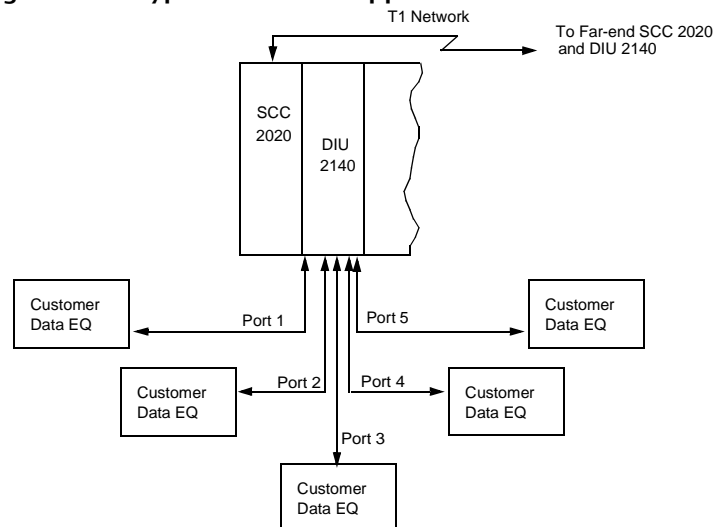 T1 Network
To Far-end SCC 2020
and DIU 2140
SCC
2020
DIU
2140
Customer
Data EQ
Port 1
Port 5
Customer
Data EQ
Customer
Data EQ
Port 2
Port 4
Customer
Data EQ
Port 3
Customer
Data EQ